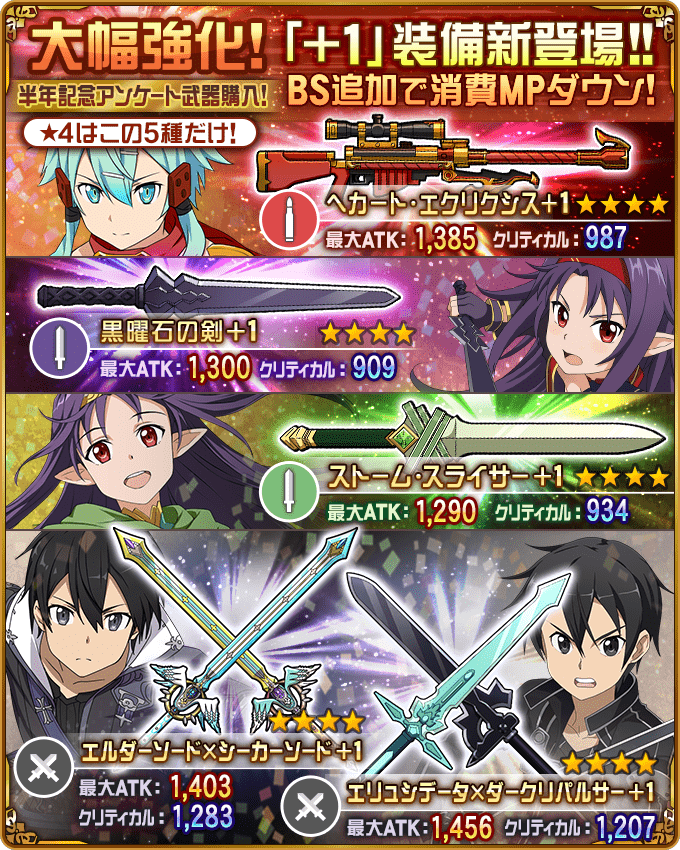 大幅強化!「+1」装備新登場!!
半年記念アンケート武器購入! BS追加で消費MPダウン!
★4はこの5種だけ!
ヘカート・エクリクシス+1 ★★★★
最大ATK: 1,385 クリティカル: 987
黒曜石の剣+1 ★★★★
最大ATK: 1,300 クリティカル: 909
ストーム・スライサー+1 ★★★★
最大ATK: 1,290 クリティカル: 934
★★★★
エルダーソード×シーカーソード+1
最大ATK: 1,403
クリティカル: 1,283
★★★★
エリュシデータ×ダークリパルサー+1
最大ATK: 1,456 クリティカル: 1,207